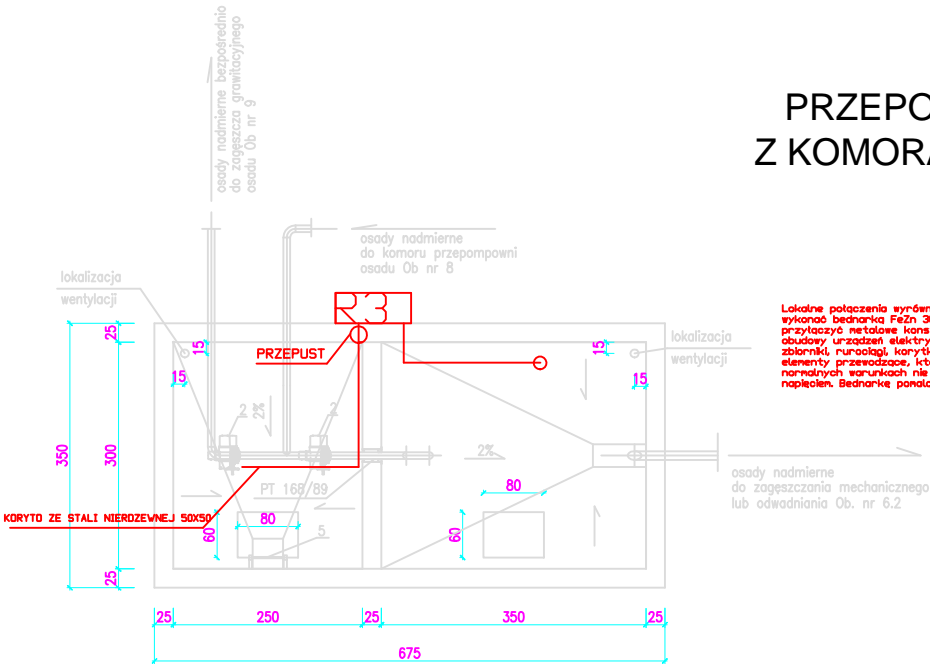 osady nadmierne bezpośrednio
do zagęszcza grawitacyjnego
osadu Ob nr 9
PRZEPO
Z KOMORA
osady nadmierne
do komoru przepompowni
osadu Ob nr 8
lokalizacja
wentylacji
R3
PRZEPUST
lokalizacja
wentylacji
Lokalne połączenia wyrówn
wykonać bednarką FeZn 30
przyłączyć metalowe kons
obudowy urządzeń elektry
zbiorniki, rurociągi, korytk
elementy przewodzące, któ
normalnych warunkach nie
napięciem. Bednarkę pomalo
25
15
15
15
15
350
300
2
2%
2
2%
PT 168/89
80
80
60
60
5
KORYTO ZE STALI NIERDZEWNEJ 50X50
osady nadmierne
do zagęszczania mechanicznego
lub odwadniania Ob. nr 6.2
25
25
250
25
350
25
675